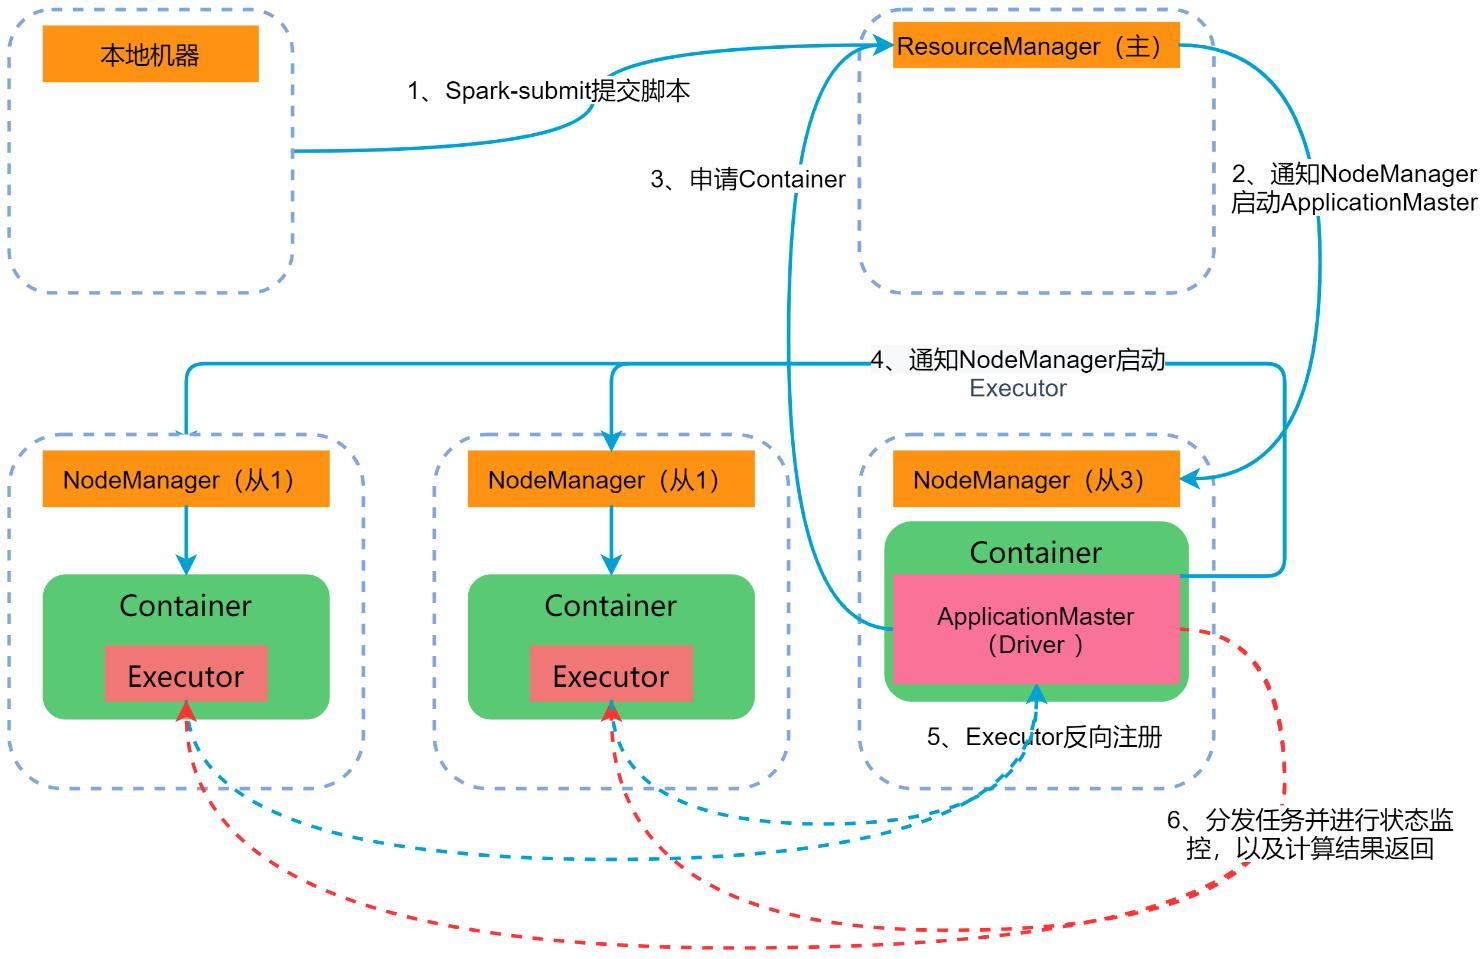 本地机器
ResourceManager（主）
1、Spark-submit提交脚本
3、申请Container
2、通知NodeManager
启动ApplicationMaster
4、通知NodeManager启动
Executor
NodeManager（从1）
NodeManager（从1）
NodeManager（从3）
Container
Container
Container
ApplicationMaster
（Driver ）
Executor
Executor
5、Executor反向注册
6、分发任务并进行状态监
控，以及计算结果返回